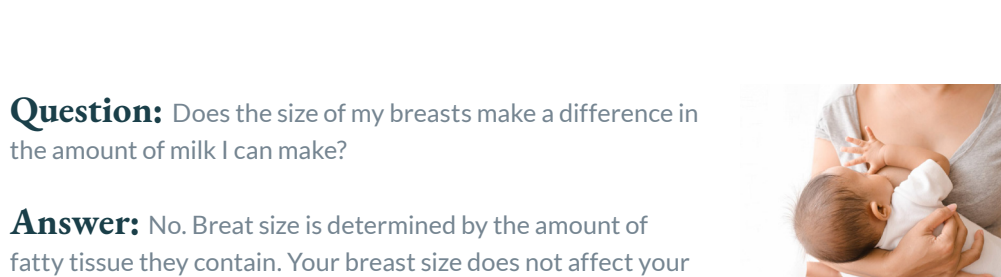 Question: Does the size of my breasts make a difference in
the amount of milk I can make?
Answer: No. Breat size is determined by the amount of
fatty tissue they contain. Your breast size does not affect your